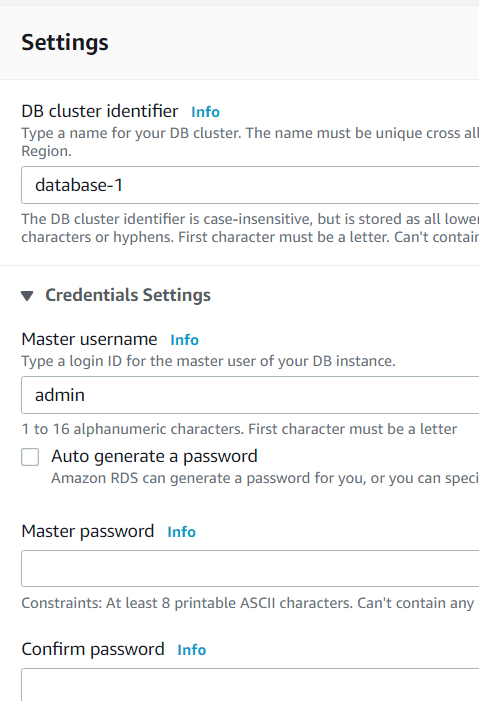 Settings
DB cluster identifier Info
Type a name for your DB cluster. The name must be unique cross all
Region.
database-1
The DB cluster identifier is case-insensitive, but is stored as all
characters or hyphens. First character must be a letter. Can't
Credentials Settings
Master username Info
Type a login ID for the master user of your DB instance.
admin
1 to 16 alphanumeric characters. First character must be a letter
Auto generate a password
Amazon RDS can generate a password for you, or you can
Master password Info
Constraints: At least 8 printable ASCII characters. Can't contain any
Confirm password Info